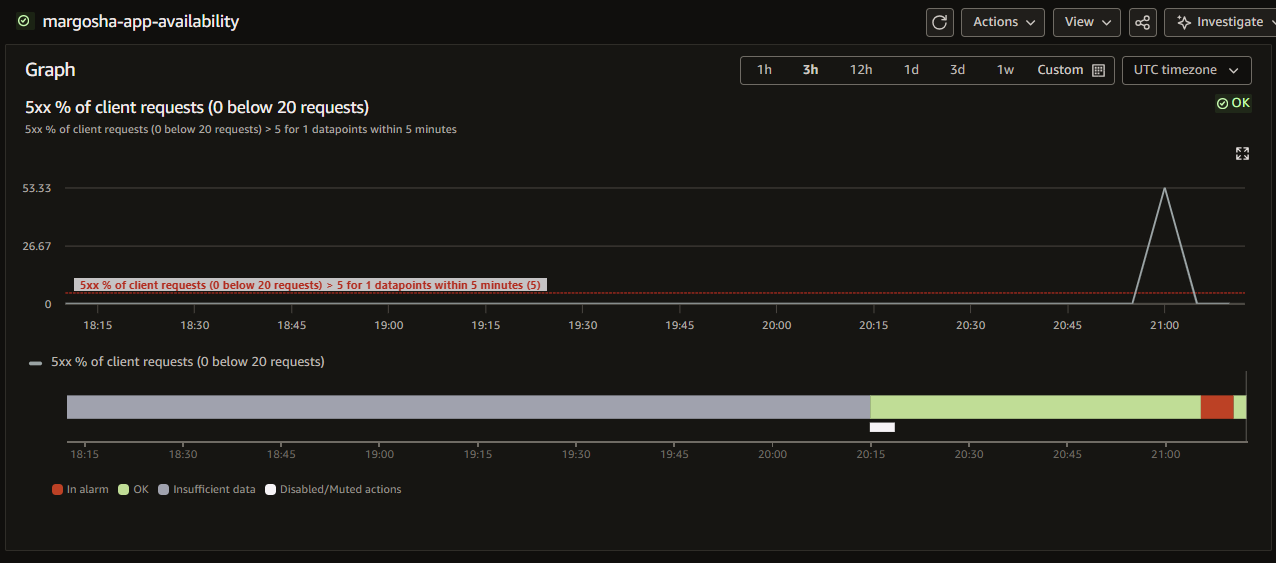 margosha-app-availability
Actions
View
Investigate
Graph
1h 3h 12h 1d 3d 1w Custom
UTC timezone
5xx % of client requests (0 below 20 requests)
OK
5xx % of client requests (0 below 20 requests) > 5 for 1 datapoints within 5 minutes
53.33
26.67
5xx % of client requests (0 below 20 requests) > 5 for 1 datapoints within 5 minutes (5)
0
18:15 18:30 18:45 19:00 19:15 19:30 19:45 20:00 20:15 20:30 20:45 21:00
5xx % of client requests (0 below 20 requests)
18:15 18:30 18:45 19:00 19:15 19:30 19:45 20:00 20:15 20:30 20:45 21:00
In alarm OK Insufficient data Disabled/Muted actions